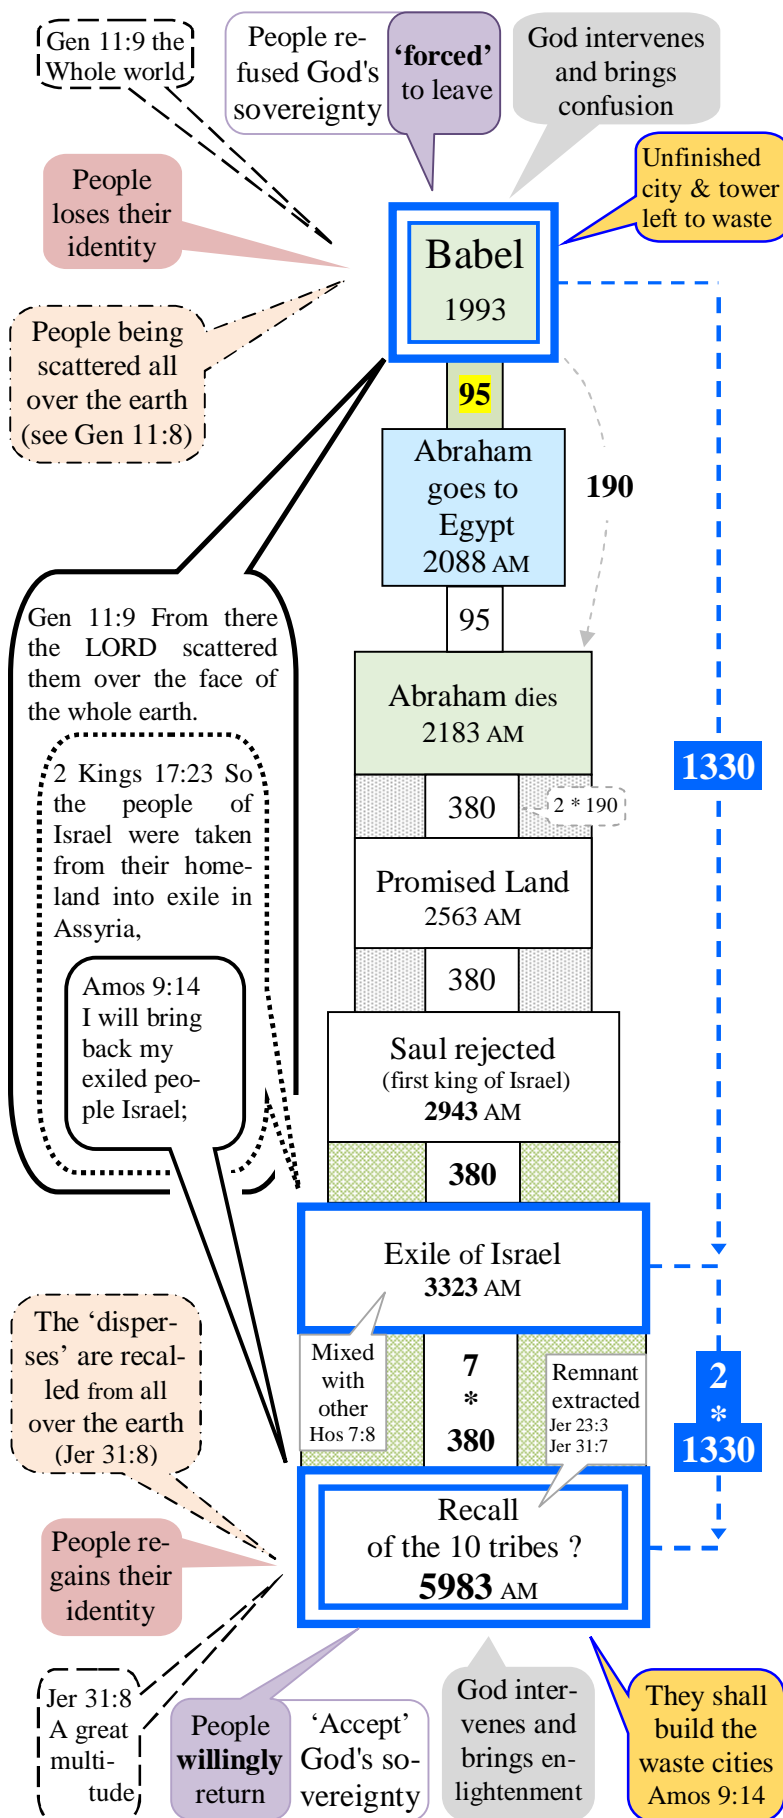 Gen 11:9 the
Whole world
People re-
fused God's
sovereignty
‘forced’
to leave
God intervenes
and brings
confusion
Unfinished
city & tower
left to waste
People
loses their
identity
Babel
1993
People being
scattered all
over the earth
(see Gen 11:8)
95
Abraham
goes to
Egypt
2088 AM
190
95
Gen 11:9 From there
the LORD scattered
them over the face of
the whole earth.
Abraham dies
2183 AM
1330
2 Kings 17:23 So
the people of
Israel were taken
from their home-
land into exile in
Assyria,
380
2 * 190
Promised Land
2563 AM
380
Amos 9:14
I will bring
back my
exiled peo-
ple Israel;
Saul rejected
(first king of Israel)
2943 AM
380
Exile of Israel
3323 AM
The ‘disper-
ses’ are recal-
led from all
over the earth
(Jer 31:8)
Mixed
with
other
Hos 7:8
7
*
380
Remnant
extracted
Jer 23:3
Jer 31:7
2
*
1330
Recall
of the 10 tribes ?
5983 AM
People re-
gains their
identity
Jer 31:8
A great
multi-
tude
People
willingly
return
‘Accept’
God's so-
vereignty
God inter-
venes and
brings en-
lightenment
They shall
build the
waste cities
Amos 9:14